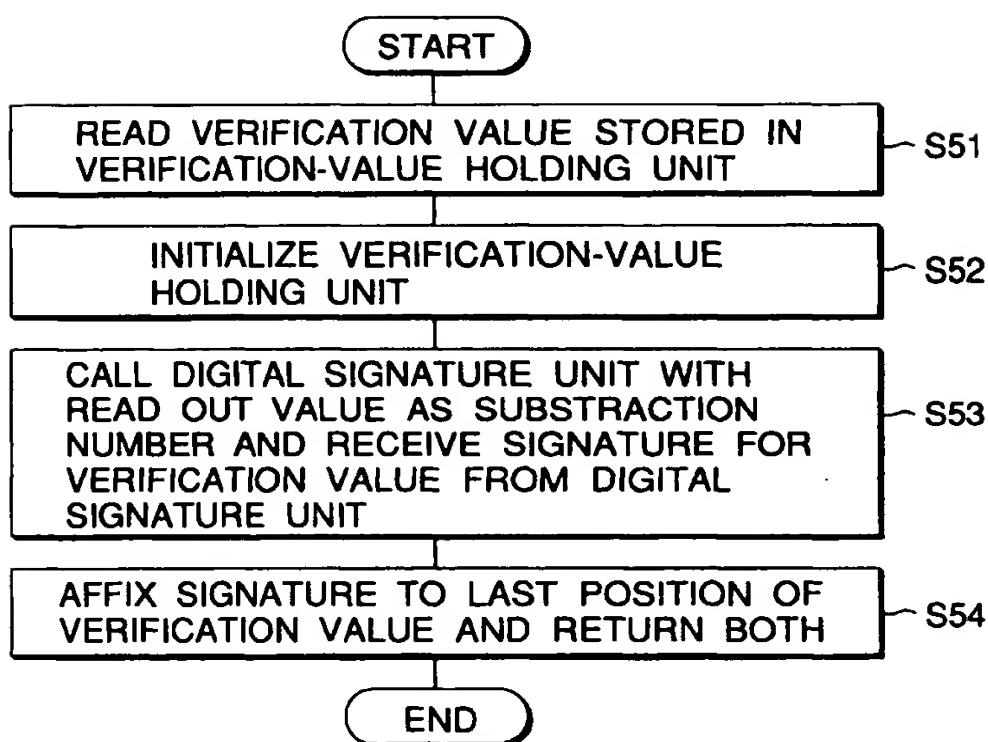 START
READ VERIFICATION VALUE STORED IN
VERIFICATION-VALUE HOLDING UNIT
S51
INITIALIZE VERIFICATION-VALUE
HOLDING UNIT
S52
CALL DIGITAL SIGNATURE UNIT WITH
READ OUT VALUE AS SUBSTRACTION
NUMBER AND RECEIVE SIGNATURE FOR
VERIFICATION VALUE FROM DIGITAL
SIGNATURE UNIT
S53
AFFIX SIGNATURE TO LAST POSITION OF
VERIFICATION VALUE AND RETURN BOTH
S54
END